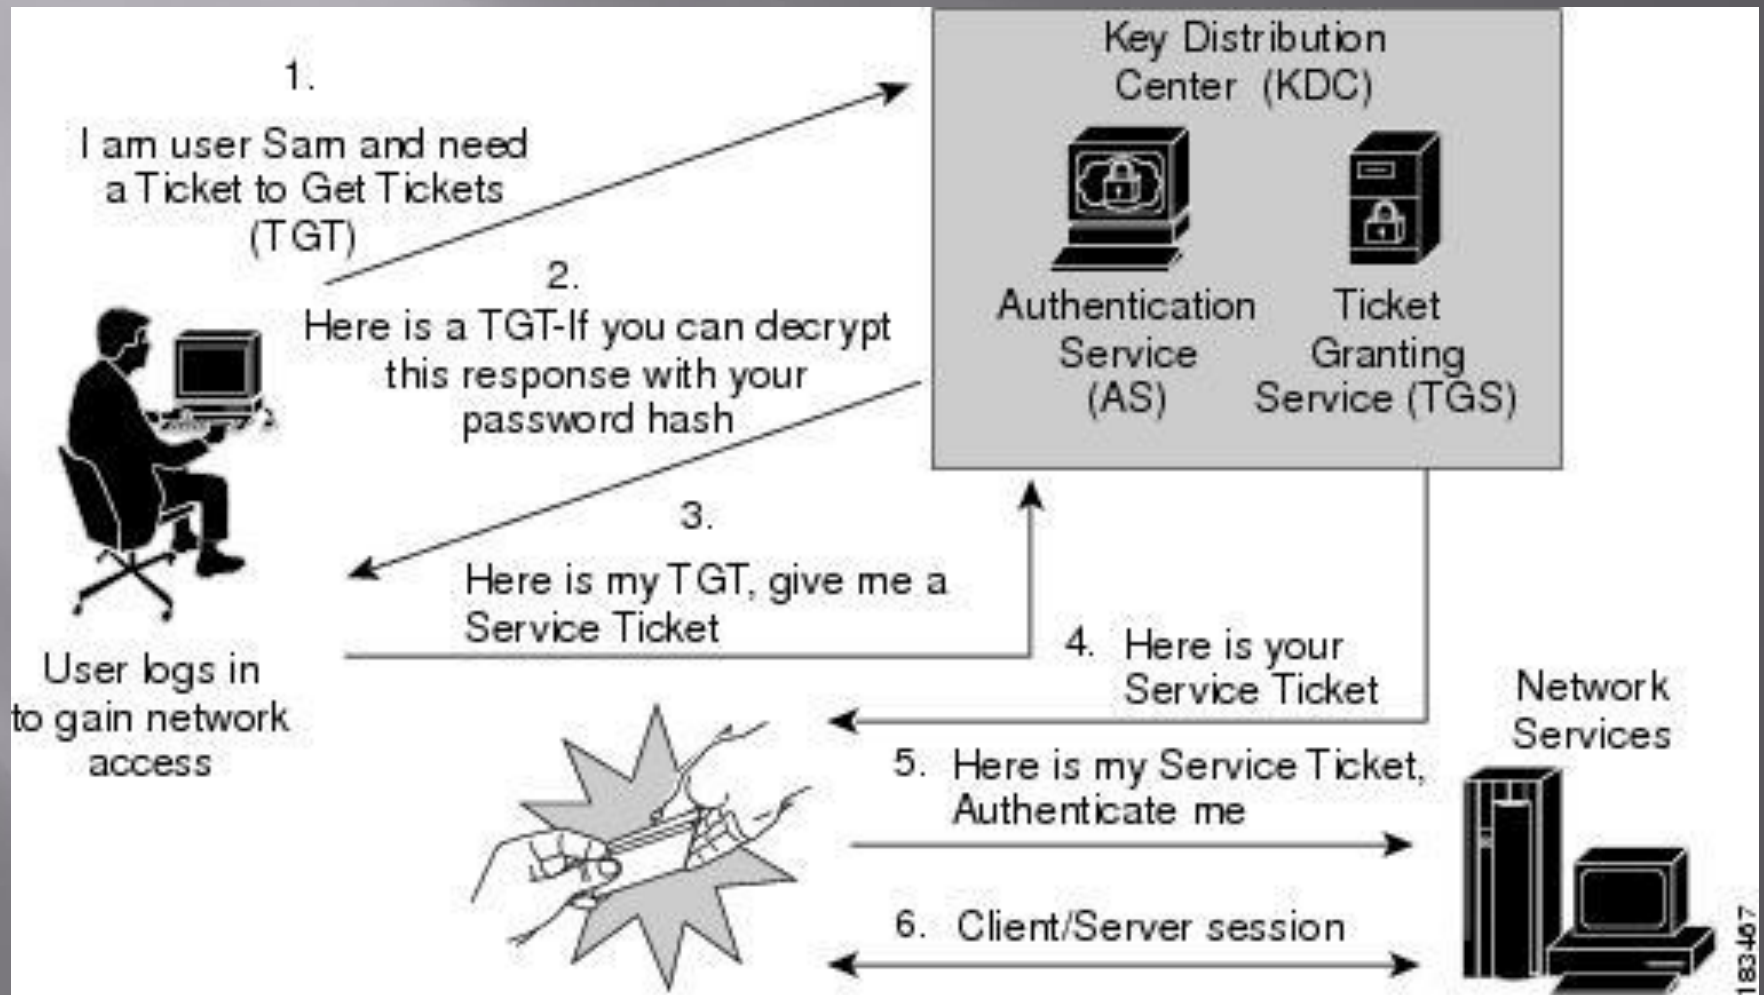 1.
I am user Sam and need
a Ticket to Get Tickets
(TGT)
2.
Here is a TGT-If you can decrypt
this response with your
password hash
3.
Here is my TGT, give me a
Service Ticket
User logs in
to gain network
access
Key Distribution
Center (KDC)
Authentication
Service
(AS)
Ticket
Granting
Service (TGS)
4. Here is your
Service Ticket
Network
Services
5. Here is my Service Ticket,
Authenticate me
6. Client/Server session
183467